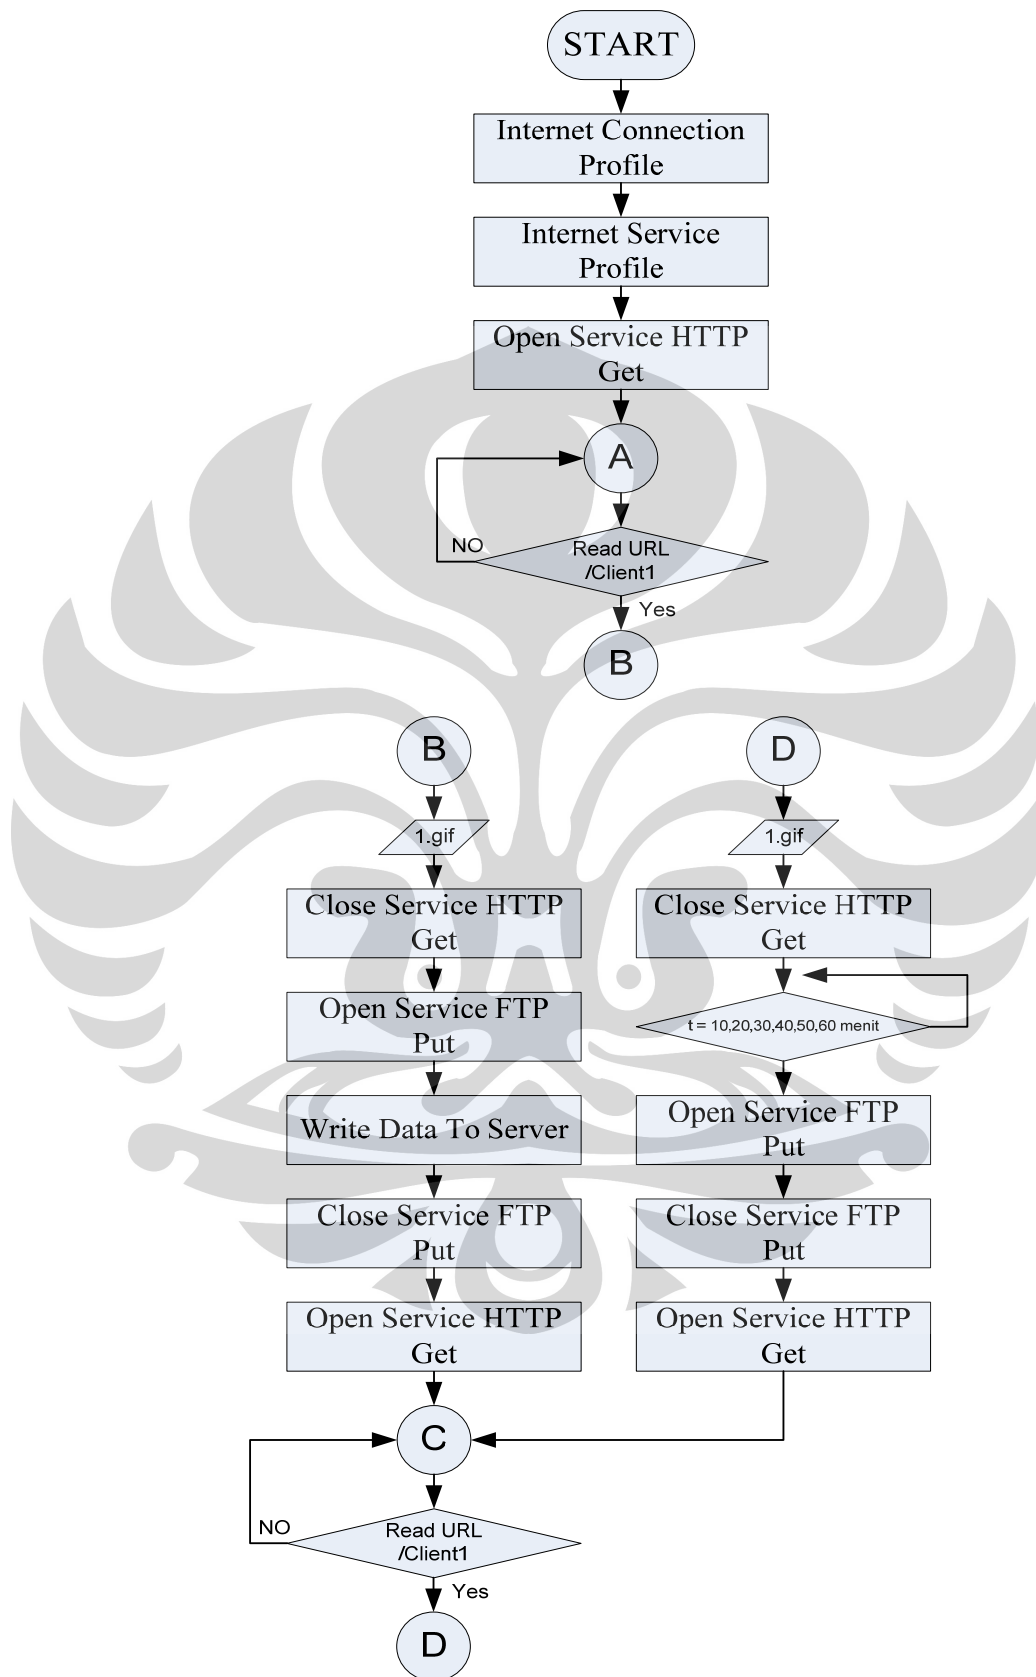 START
Internet Connection
Profile
Internet Service
Profile
Open Service HTTP
Get
A
NO
Read URL
/Client1
Yes
B
B
1.gif
Close Service HTTP
Get
Open Service FTP
Put
Write Data To Server
Close Service FTP
Put
Open Service HTTP
Get
C
NO
Read URL
/Client1
Yes
D
D
1.gif
Close Service HTTP
Get
t = 10,20,30,40,50,60 menit
Open Service FTP
Put
Close Service FTP
Put
Open Service HTTP
Get